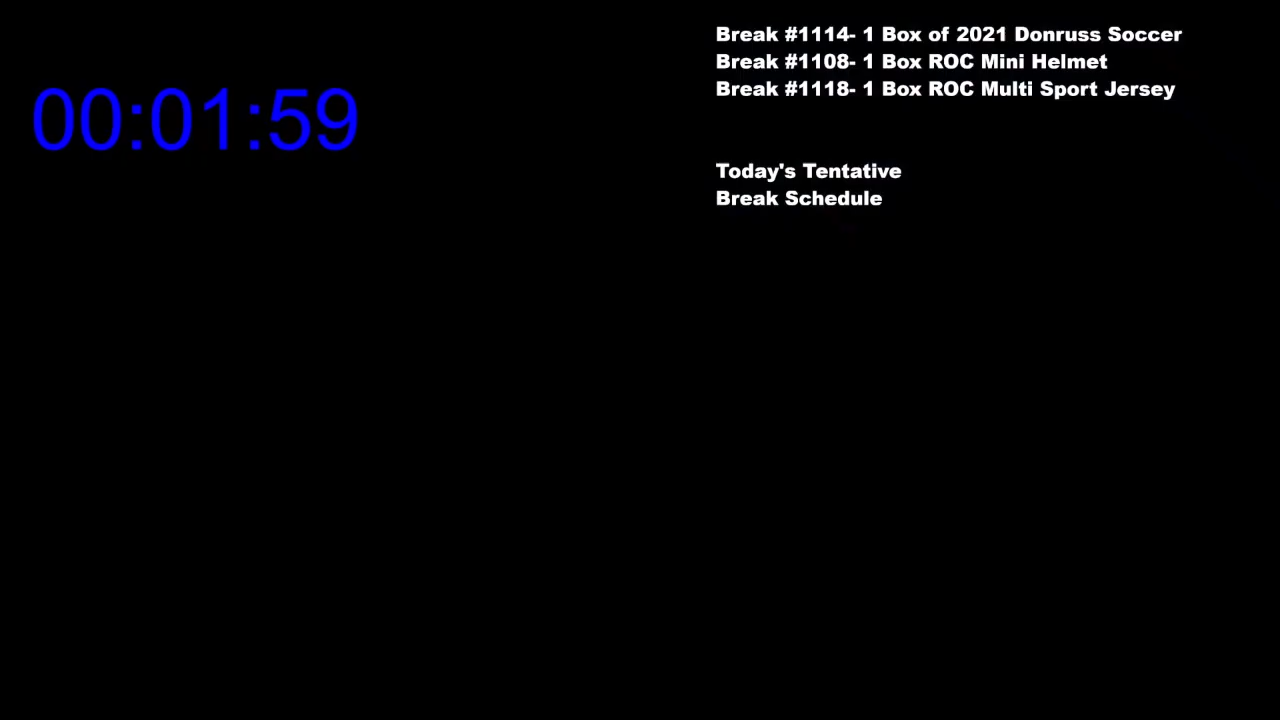 Break #1114- 1 Box of 2021 Donruss Soccer
Break #1108- 1 Box ROC Mini Helmet
Break #1118- 1 Box ROC Multi Sport Jersey
00:01:59
Today's Tentative
Break Schedule